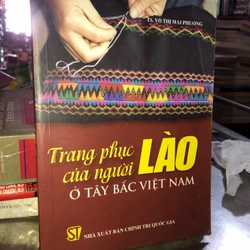 TS. VÕ THỊ MAI PHƯƠNG
Trang phục
của người LÀO
Ở TÂY BẮC VIỆT NAM
ST NHÀ XUẤT BẢN CHÍNH TRỊ QUỐC GIA